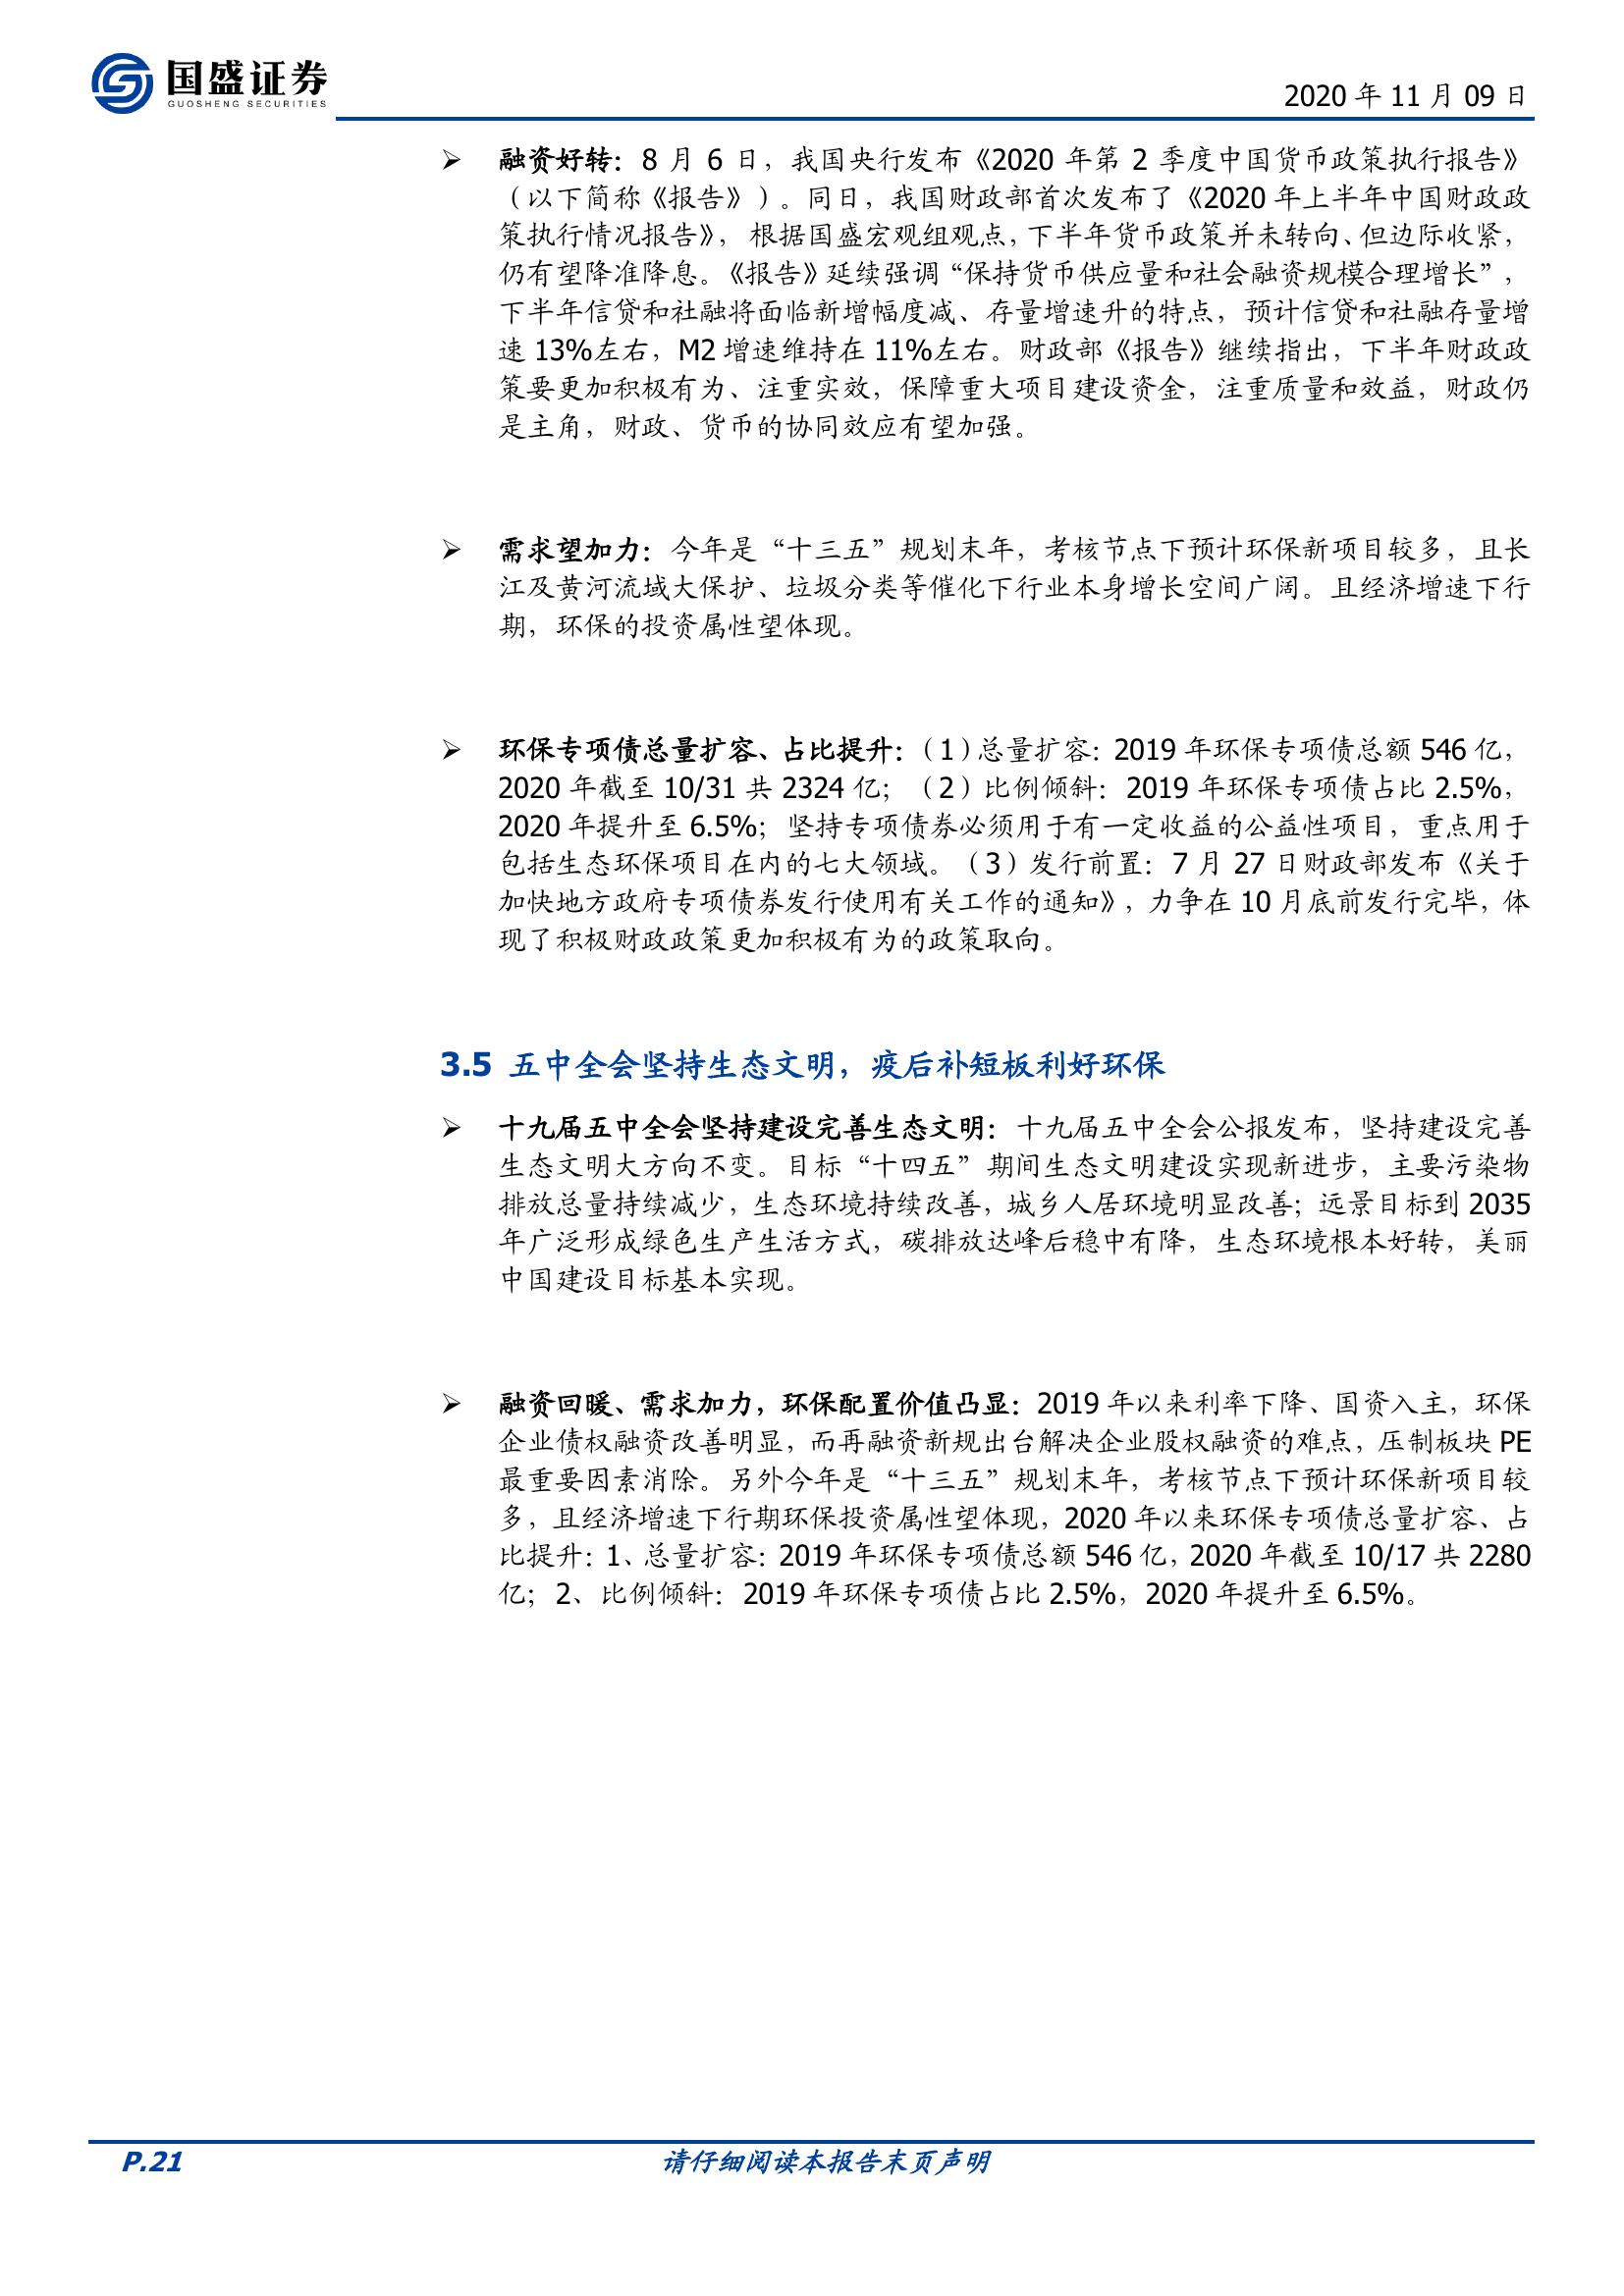 国盛证券
GUOSHENG SECURITIES
2020 年 11 月 09 日
➢ 融资好转：8 月 6 日，我国央行发布《2020 年第 2 季度中国货币政策执行报告》
（以下简称《报告》）。同日，我国财政部首次发布了《2020 年上半年中国财政政
策执行情况报告》， 根据国盛宏观组观点，下半年货币政策并未转向、但边际收紧，
仍有望降准降息。《报告》延续强调“保持货币供应量和社会融资规模合理增长”，
下半年信贷和社融将面临新增幅度减、存量增速升的特点，预计信贷和社融存量增
速 13%左右，M2 增速维持在 11%左右。财政部《报告》继续指出，下半年财政政
策要更加积极有为、注重实效，保障重大项目建设资金，注重质量和效益，财政仍
是主角，财政、货币的协同效应有望加强。
➢ 需求望加力：今年是“十三五”规划末年，考核节点下预计环保新项目较多，且长
江及黄河流域大保护、垃圾分类等催化下行业本身增长空间广阔。且经济增速下行
期，环保的投资属性望体现。
➢ 环保专项债总量扩容、占比提升：（1）总量扩容：2019 年环保专项债总额 546 亿，
2020 年截至 10/31 共 2324 亿；（2）比例倾斜：2019 年环保专项债占比 2.5%，
2020 年提升至 6.5%；坚持专项债券必须用于有一定收益的公益性项目，重点用于
包括生态环保项目在内的七大领域。（3）发行前置：7 月 27 日财政部发布《关于
加快地方政府专项债券发行使用有关工作的通知》，力争在 10 月底前发行完毕，体
现了积极财政政策更加积极有为的政策取向。
3.5 五中全会坚持生态文明，疫后补短板利好环保
➢ 十九届五中全会坚持建设完善生态文明：十九届五中全会公报发布，坚持建设完善
生态文明大方向不变。目标“十四五”期间生态文明建设实现新进步，主要污染物
排放总量持续减少，生态环境持续改善，城乡人居环境明显改善；远景目标到 2035
年广泛形成绿色生产生活方式，碳排放达峰后稳中有降，生态环境根本好转，美丽
中国建设目标基本实现。
➢ 融资回暖、需求加力，环保配置价值凸显：2019 年以来利率下降、国资入主，环保
企业债权融资改善明显，而再融资新规出台解决企业股权融资的难点，压制板块 PE
最重要因素消除。另外今年是“十三五”规划末年，考核节点下预计环保新项目较
多，且经济增速下行期环保投资属性望体现，2020 年以来环保专项债总量扩容、占
比提升：1、总量扩容：2019 年环保专项债总额 546 亿，2020 年截至 10/17 共 2280
亿；2、比例倾斜：2019 年环保专项债占比 2.5%，2020 年提升至 6.5%。
P.21
请仔细阅读本报告末页声明